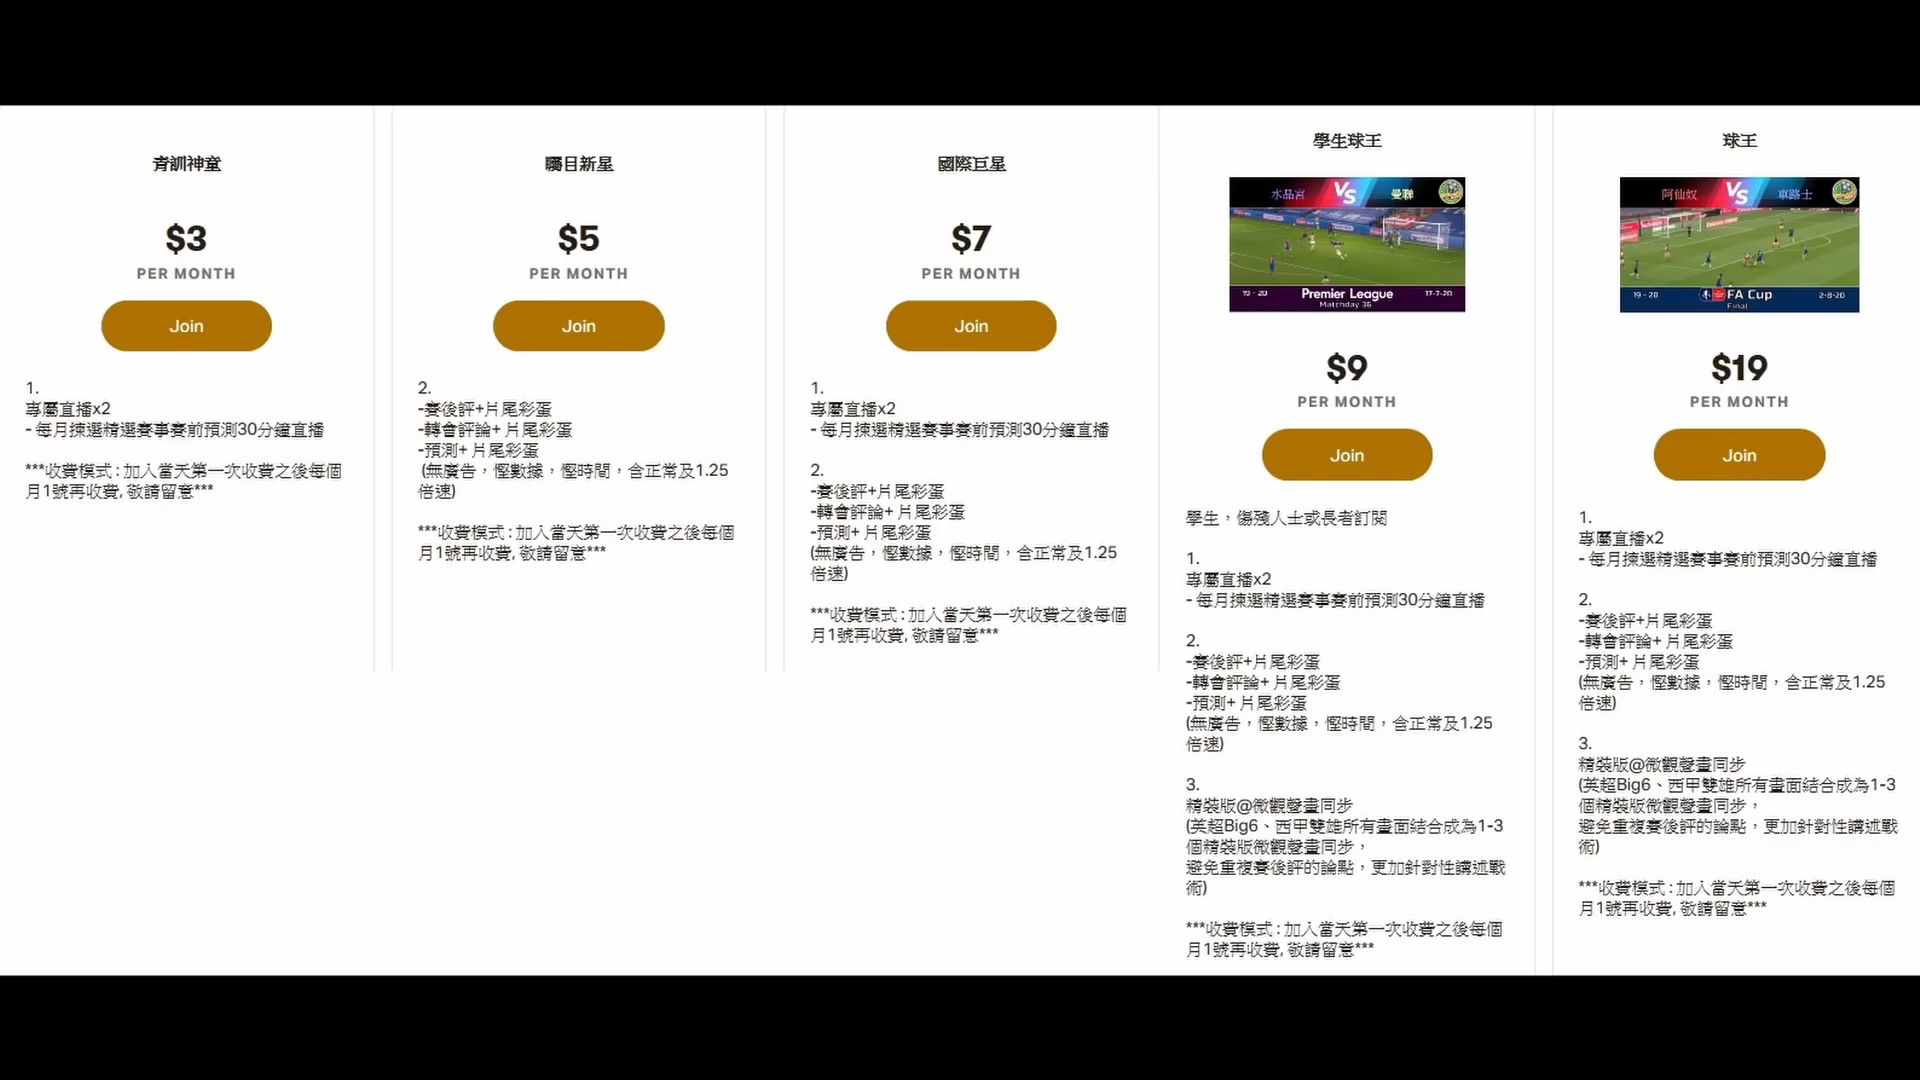 青訓神童
$3
PER MONTH
Join
1.
專屬直播x2
- 每月揀選精選賽事賽前預測30分鐘直播
***收費模式 : 加入當天第一次收費之後每個
月1號再收費, 敬請留意***
矚目新星
$5
PER MONTH
Join
2.
-賽後評+片尾彩蛋
-轉會評論+ 片尾彩蛋
-預測+ 片尾彩蛋
(無廣告，慳數據，慳時間，含正常及1.25
倍速)
***收費模式 : 加入當天第一次收費之後每個
月1號再收費, 敬請留意***
國際巨星
$7
PER MONTH
Join
1.
專屬直播x2
- 每月揀選精選賽事賽前預測30分鐘直播
2.
-賽後評+片尾彩蛋
-轉會評論+ 片尾彩蛋
-預測+ 片尾彩蛋
(無廣告，慳數據，慳時間，含正常及1.25
倍速)
***收費模式 : 加入當天第一次收費之後每個
月1號再收費, 敬請留意***
學生球王
水晶宮 VS 曼聯
19 - 20 Premier League 17-7-20
Matchday 36
$9
PER MONTH
Join
學生，傷殘人士或長者訂閱
1.
專屬直播x2
- 每月揀選精選賽事賽前預測30分鐘直播
2.
-賽後評+片尾彩蛋
-轉會評論+ 片尾彩蛋
-預測+ 片尾彩蛋
(無廣告，慳數據，慳時間，含正常及1.25
倍速)
3.
精裝版@微觀聲畫同步
(英超Big6、西甲雙雄所有畫面結合成為1-3
個精裝版微觀聲畫同步，
避免重複賽後評的論點，更加針對性講述戰
術)
***收費模式 : 加入當天第一次收費之後每個
月1號再收費, 敬請留意***
球王
阿仙奴 VS 車路士
19 - 20 FA Cup 2-8-20
Final
$19
PER MONTH
Join
1.
專屬直播x2
- 每月揀選精選賽事賽前預測30分鐘直播
2.
-賽後評+片尾彩蛋
-轉會評論+ 片尾彩蛋
-預測+ 片尾彩蛋
(無廣告，慳數據，慳時間，含正常及1.25
倍速)
3.
精裝版@微觀聲畫同步
(英超Big6、西甲雙雄所有畫面結合成為1-3
個精裝版微觀聲畫同步，
避免重複賽後評的論點，更加針對性講述戰
術)
***收費模式 : 加入當天第一次收費之後每個
月1號再收費, 敬請留意***